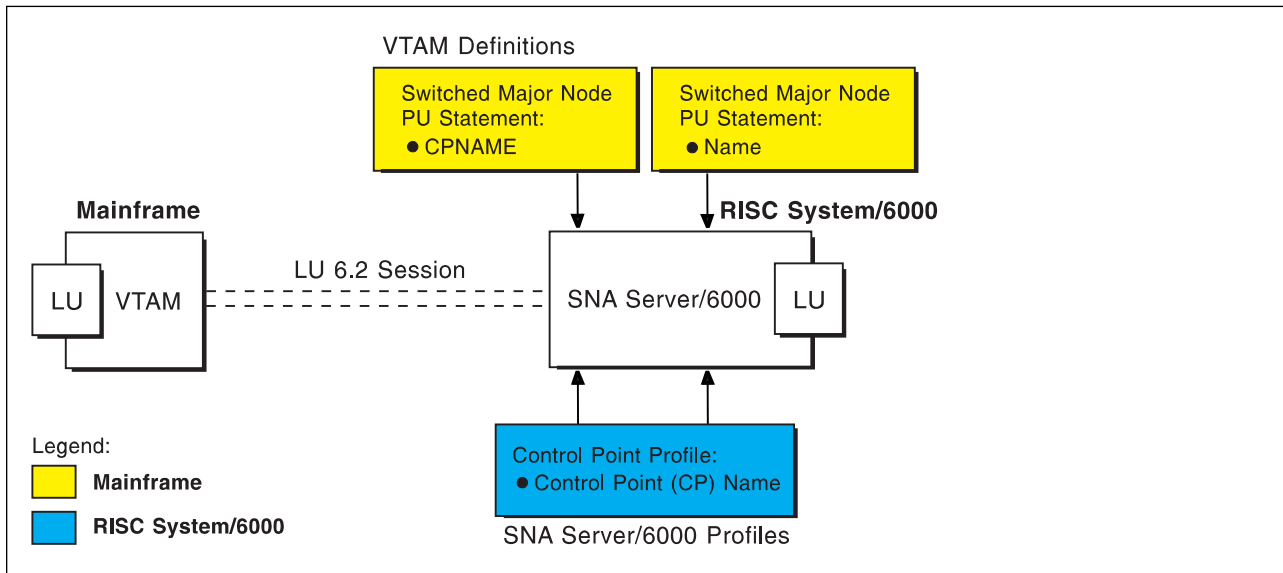 VTAM Definitions
Switched Major Node
PU Statement:
● CPNAME
Switched Major Node
PU Statement:
● Name
Mainframe
RISC System/6000
LU 6.2 Session
LU
VTAM
SNA Server/6000
LU
Legend:
Mainframe
RISC System/6000
Control Point Profile:
● Control Point (CP) Name
SNA Server/6000 Profiles